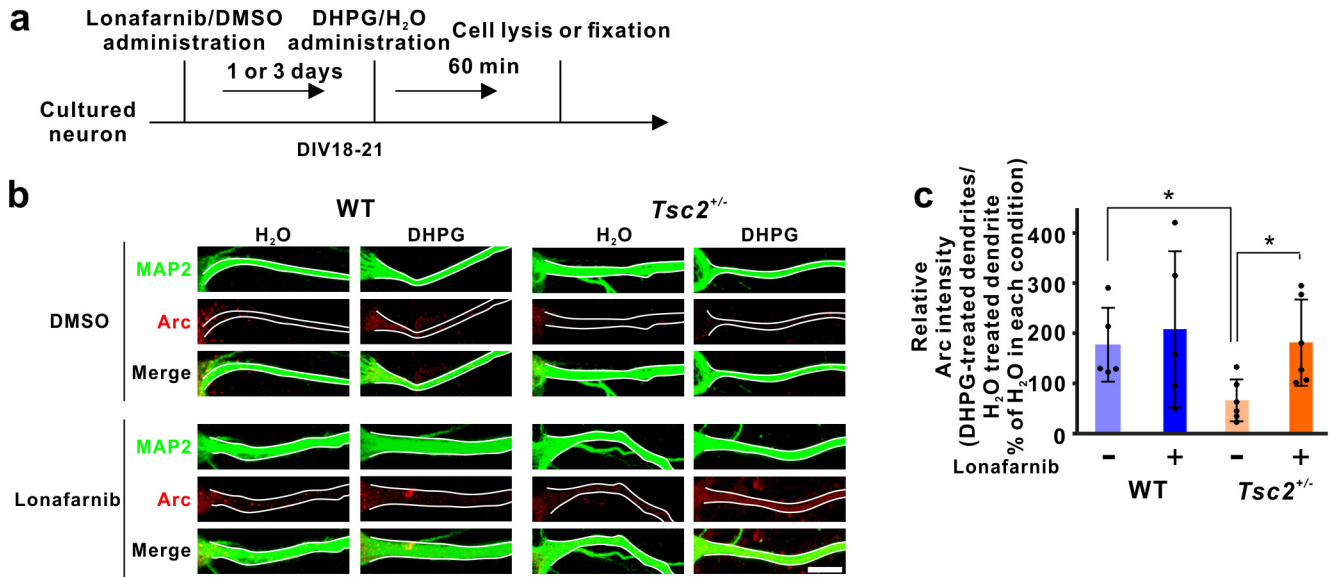 a
Lonafarnib/DMSO
administration
DHPG/H₂O
administration
Cell lysis or fixation
1 or 3 days
60 min
Cultured
neuron
DIV18-21
b
WT
Tsc2+/-
H₂O
DHPG
H₂O
DHPG
MAP2
DMSO
Arc
Merge
MAP2
Lonafarnib
Arc
Merge
c
Relative
Arc intensity
(DHPG-treated dendrites/
H₂O treated dendrite
% of H₂O in each condition)
*
*
400
300
200
100
0
Lonafarnib
− + − +
WT
Tsc2+/-